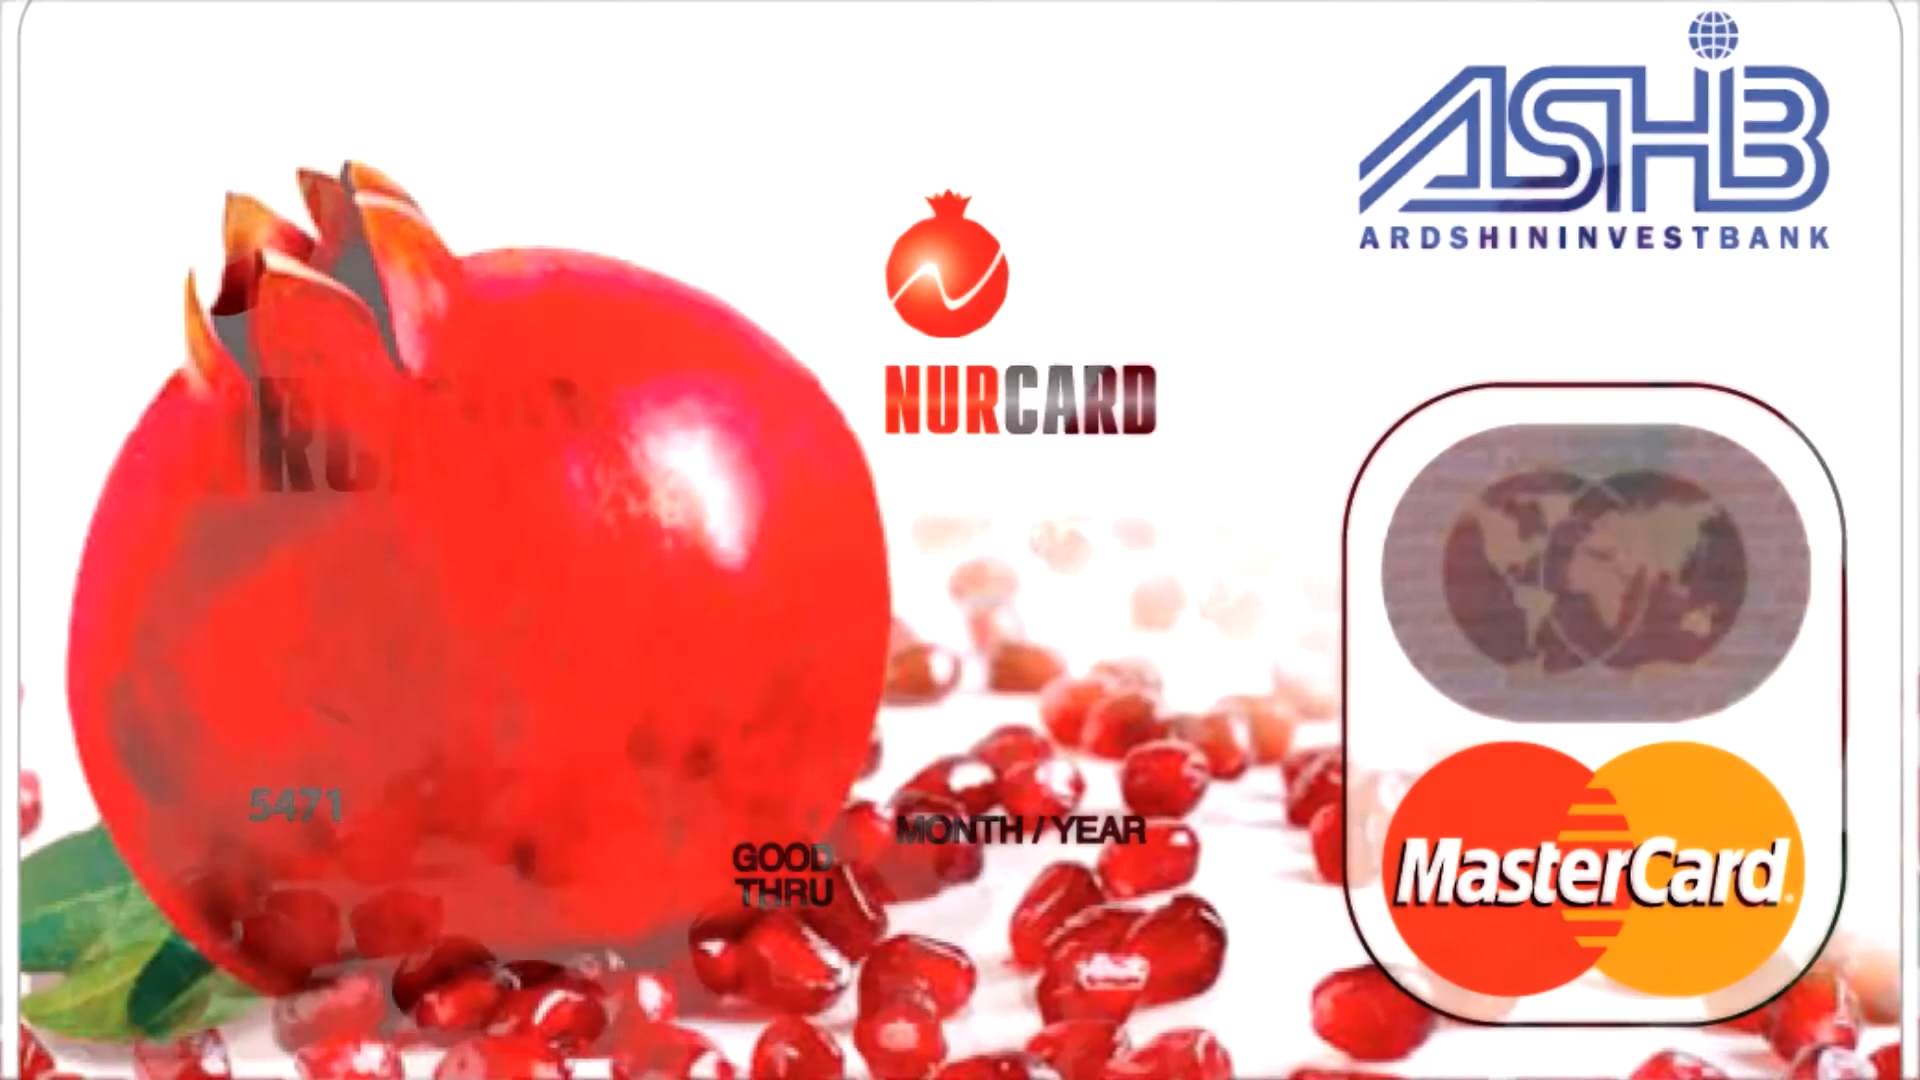 ASHB
ARDSHININVESTBANK
NURCARD
5471
MONTH / YEAR
GOOD
THRU
MasterCard